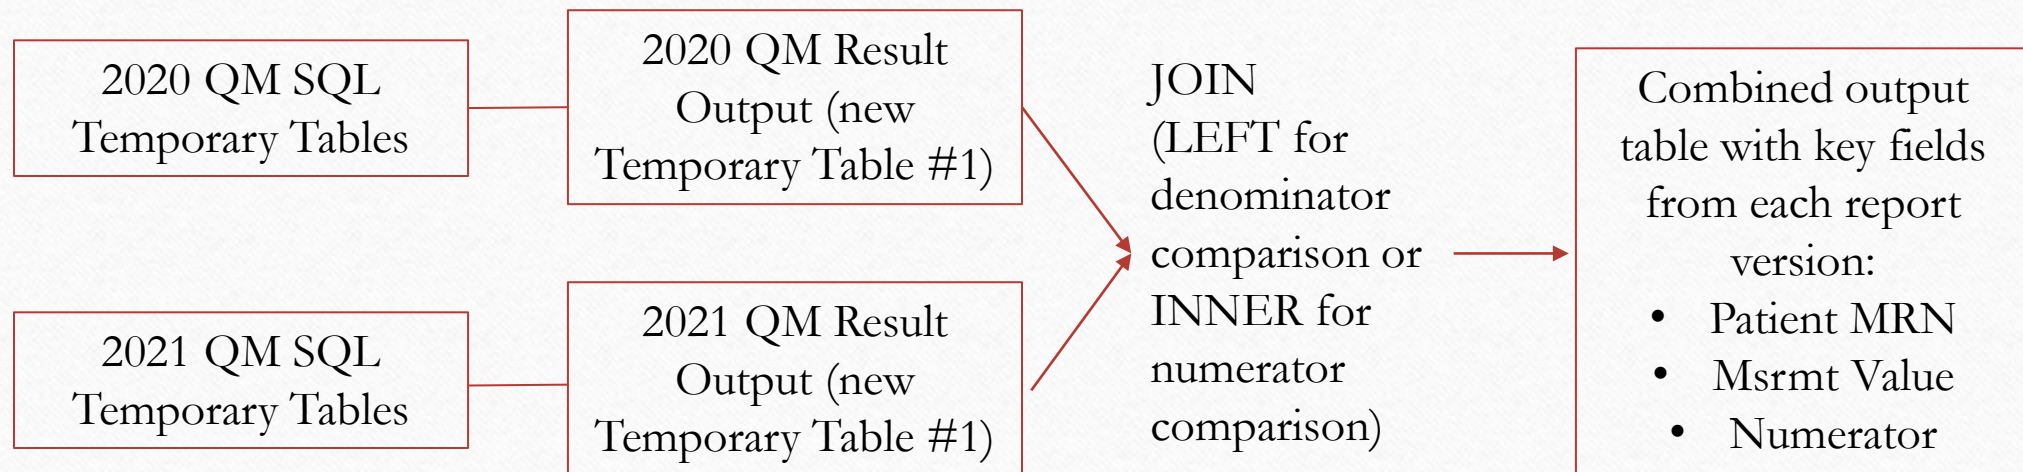 2020 QM SQL
Temporary Tables
2020 QM Result
Output (new
Temporary Table #1)
2021 QM SQL
Temporary Tables
2021 QM Result
Output (new
Temporary Table #1)
JOIN
(LEFT for
denominator
comparison or
INNER for
numerator
comparison)
Combined output
table with key fields
from each report
version:
• Patient MRN
• Msrmt Value
• Numerator